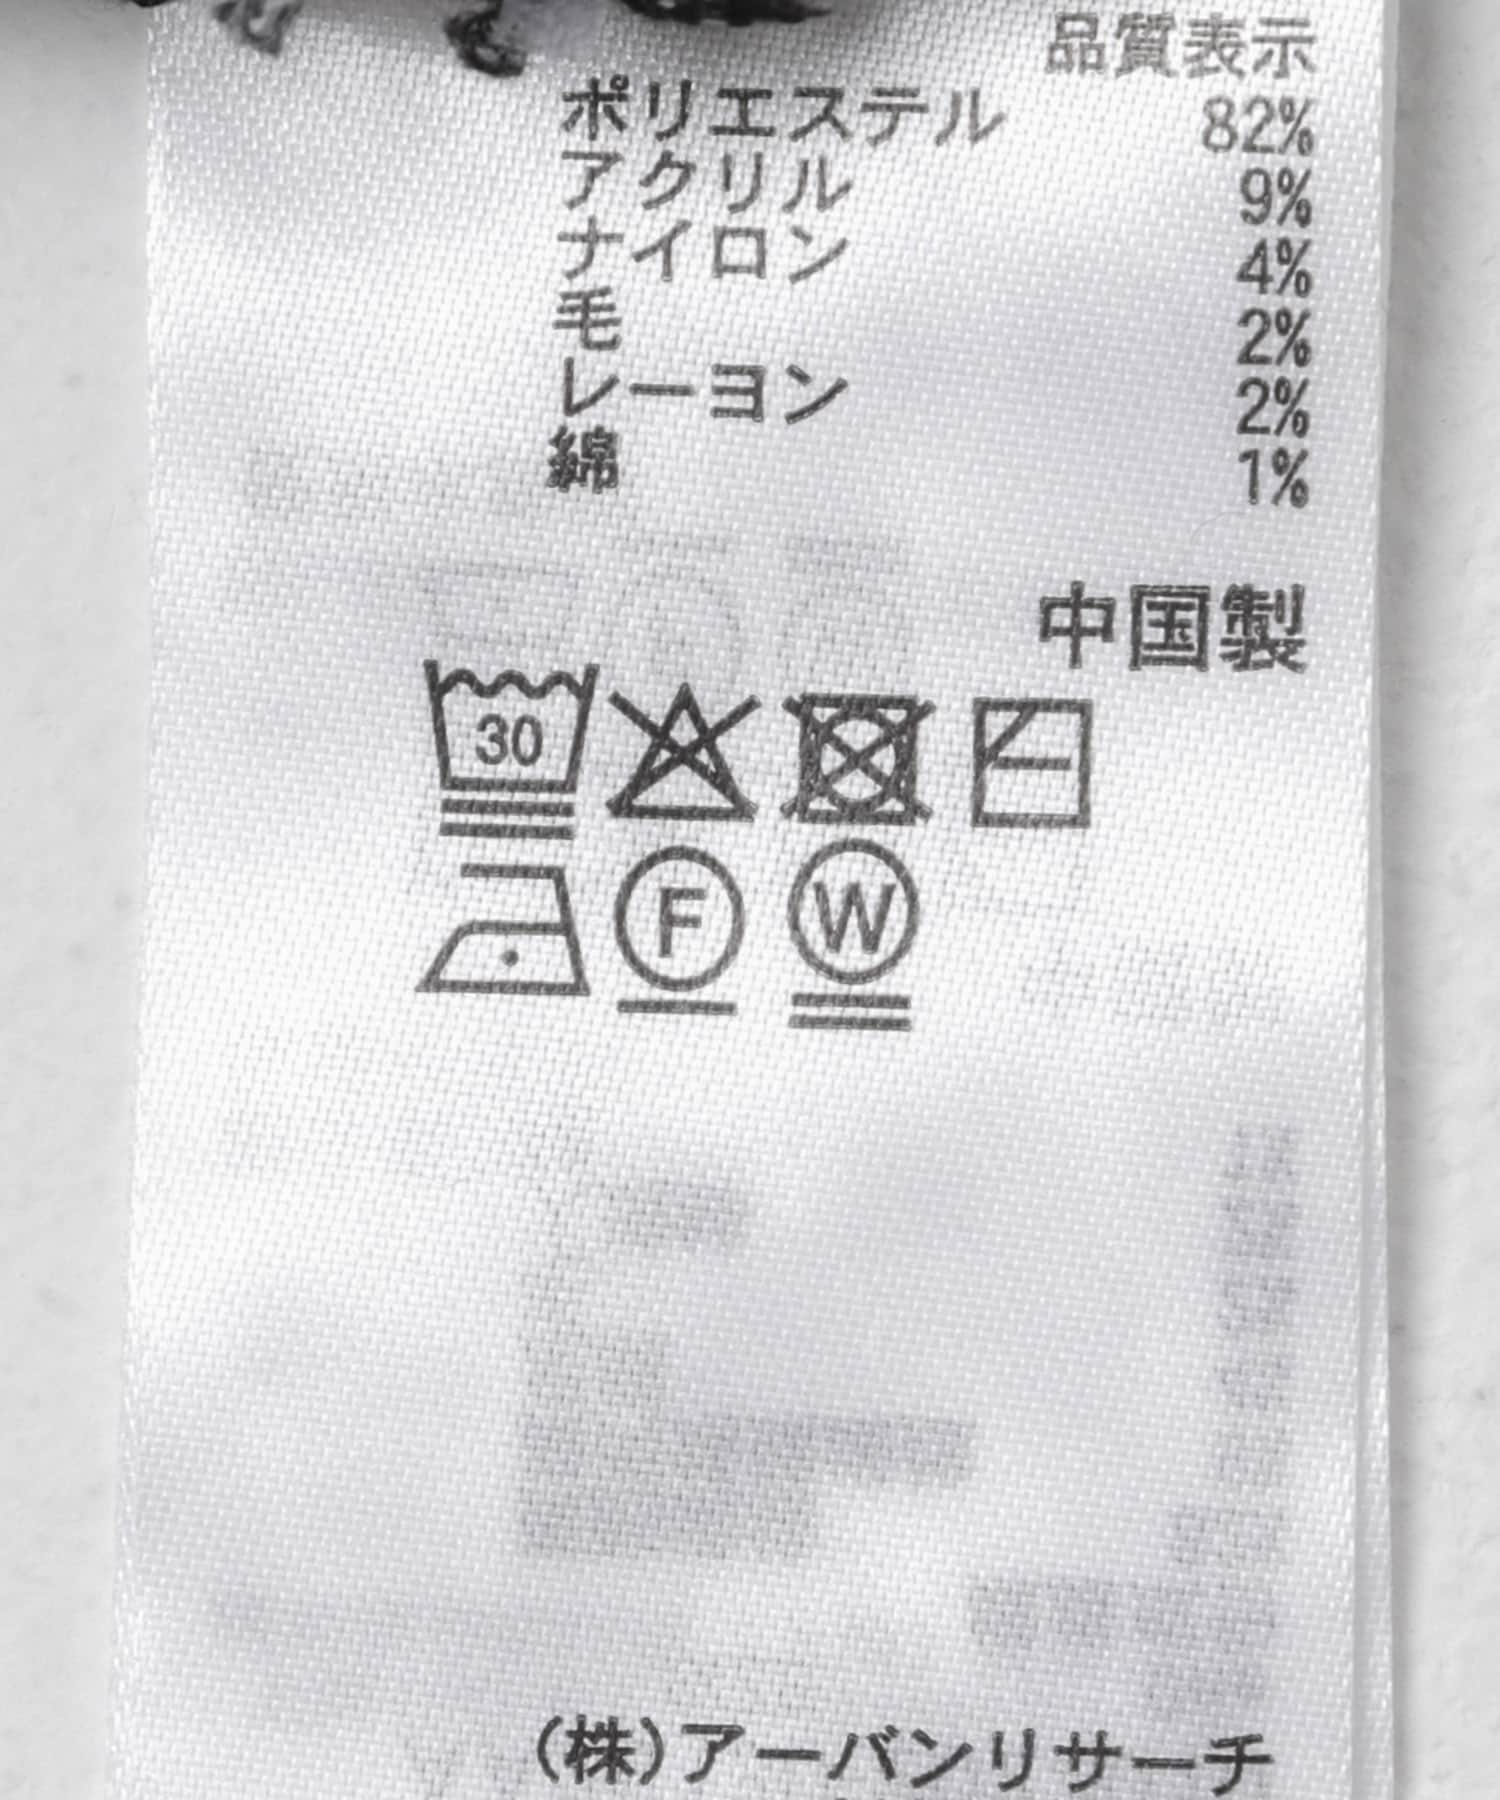 品質表示
ポリエステル 82%
アクリル 9%
ナイロン 4%
毛 2%
レーヨン 2%
綿 1%
中国製
30
F W
(株)アーバンリサーチ